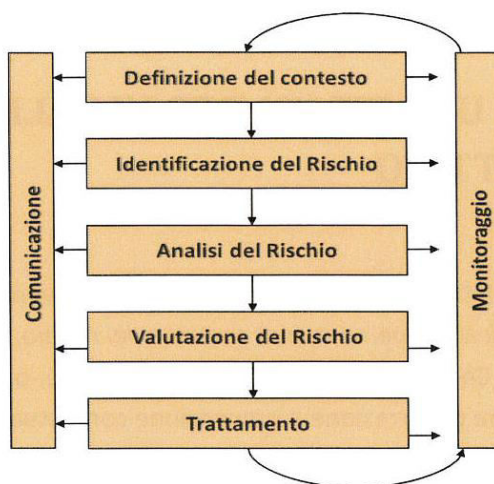 Definizione del contesto
Identificazione del Rischio
Analisi del Rischio
Valutazione del Rischio
Trattamento
Comunicazione
Monitoraggio